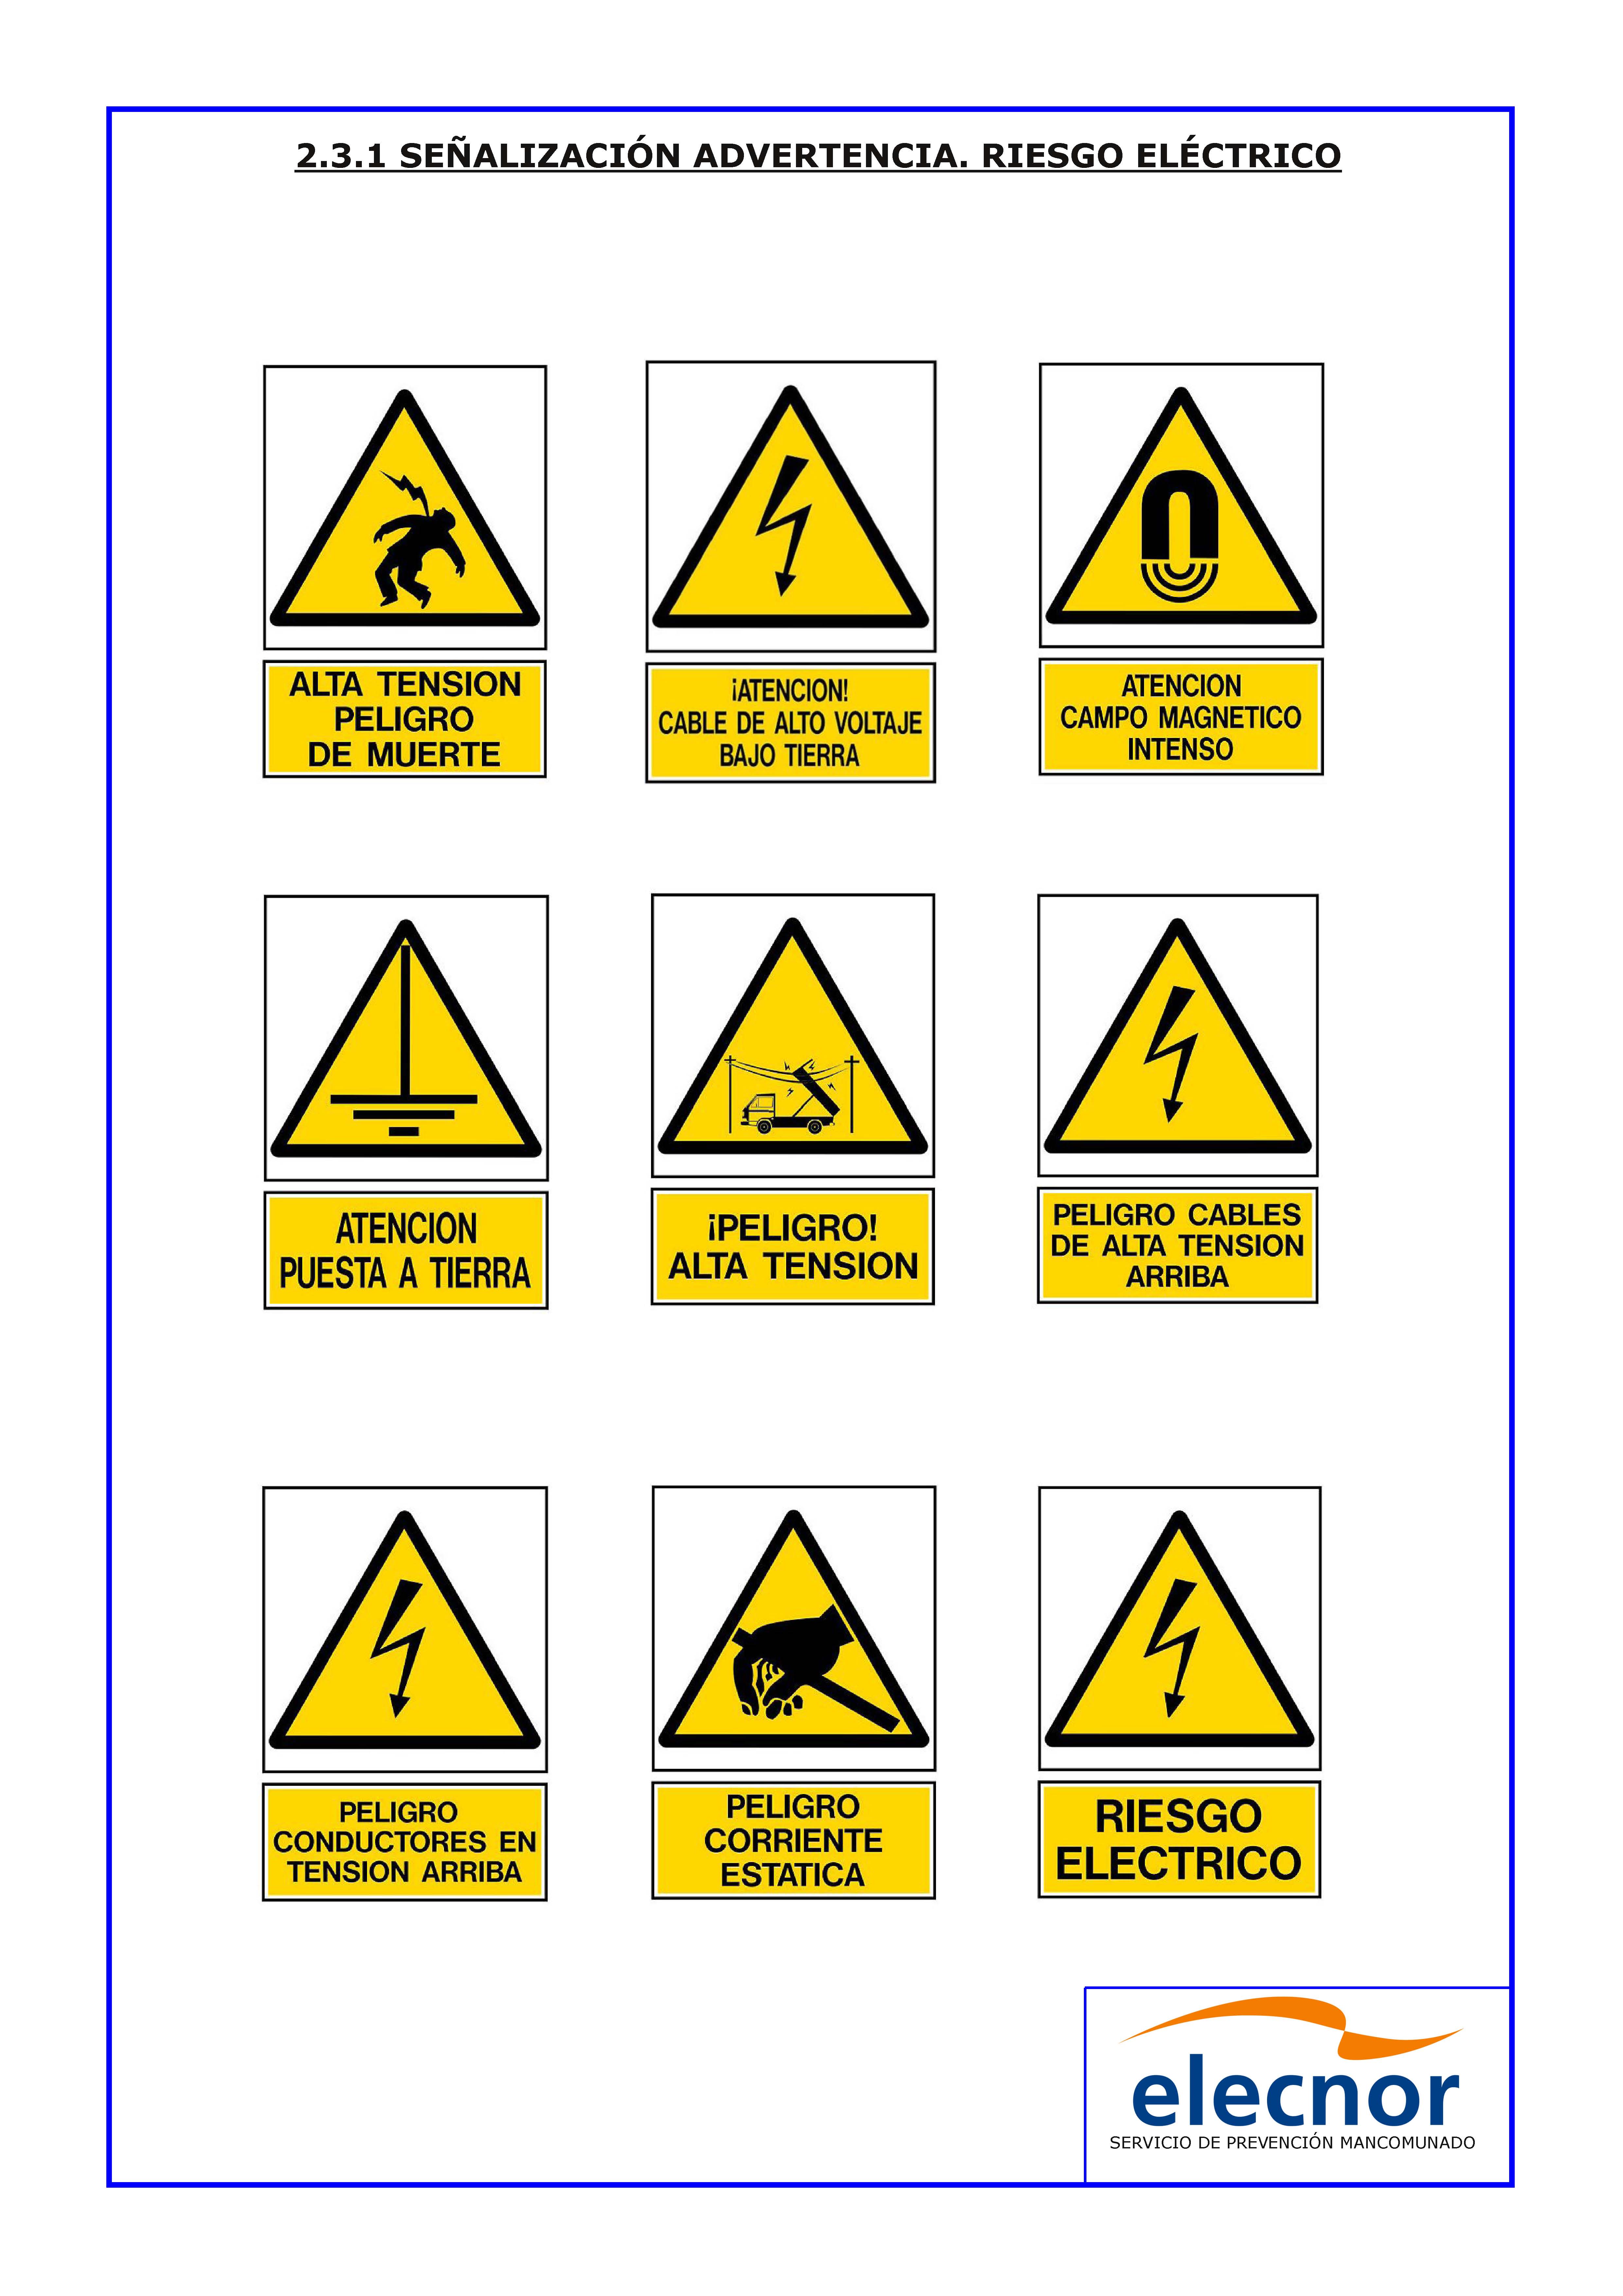 2.3.1 SEÑALIZACIÓN ADVERTENCIA. RIESGO ELÉCTRICO
ALTA TENSION
PELIGRO
DE MUERTE
¡ATENCION!
CABLE DE ALTO VOLTAJE
BAJO TIERRA
ATENCION
CAMPO MAGNETICO
INTENSO
ATENCION
PUESTA A TIERRA
¡PELIGRO!
ALTA TENSION
PELIGRO CABLES
DE ALTA TENSION
ARRIBA
PELIGRO
CONDUCTORES EN
TENSION ARRIBA
PELIGRO
CORRIENTE
ESTATICA
RIESGO
ELECTRICO
elecnor
SERVICIO DE PREVENCIÓN MANCOMUNADO